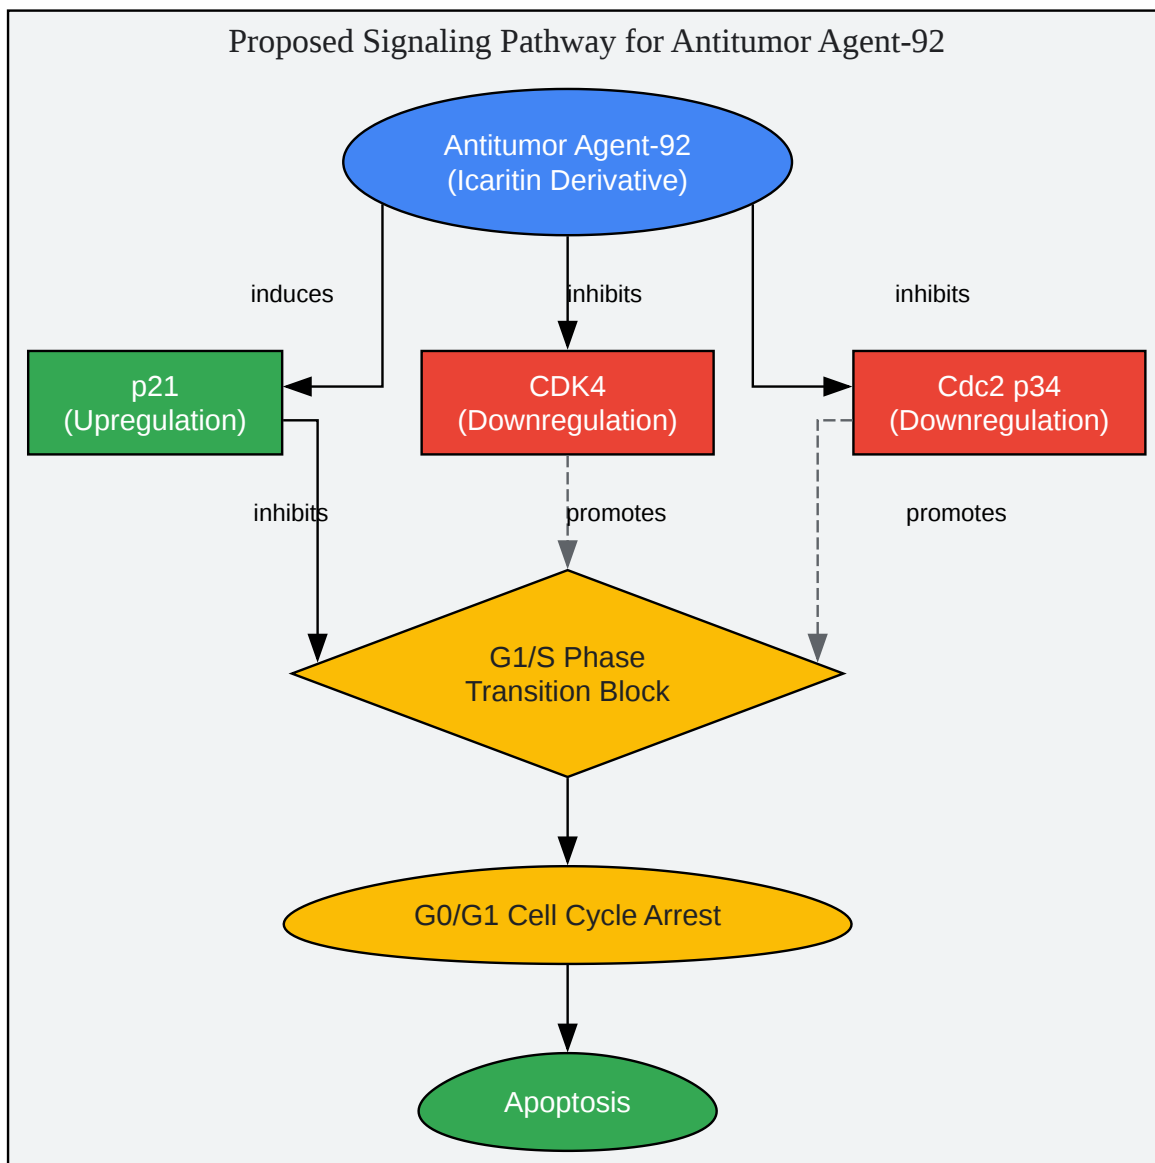 Proposed Signaling Pathway for Antitumor Agent-92
Antitumor Agent-92
(Icaritin Derivative)
induces
inhibits
inhibits
p21
(Upregulation)
CDK4
(Downregulation)
Cdc2 p34
(Downregulation)
inhibits
promotes
promotes
G1/S Phase
Transition Block
G0/G1 Cell Cycle Arrest
Apoptosis